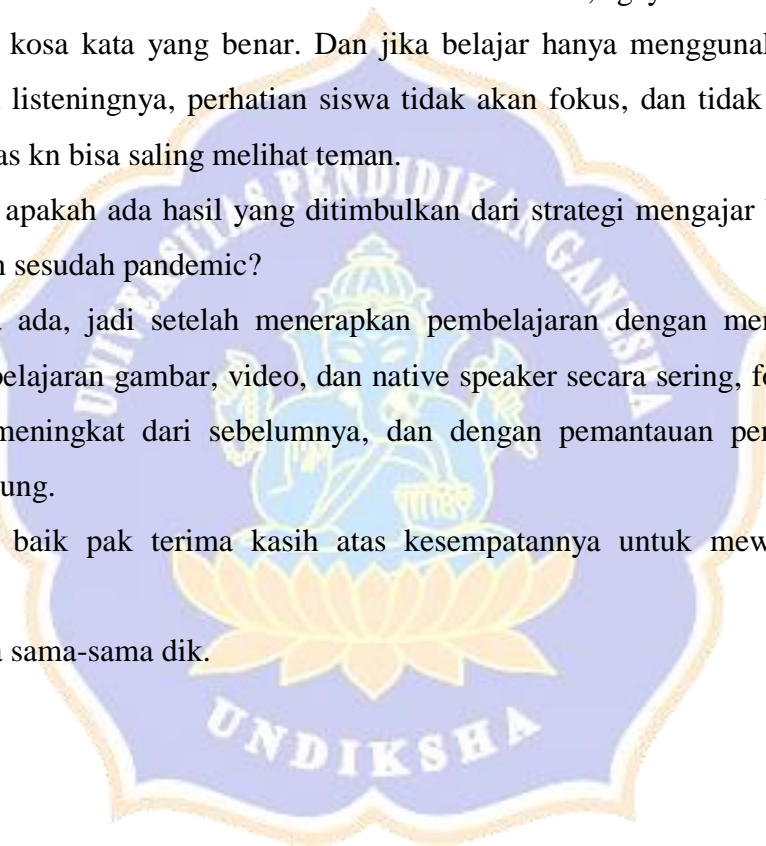 kosa kata yang benar. Dan jika belajar hanya menggunak
listeningnya, perhatian siswa tidak akan fokus, dan tidak
as kn bisa saling melihat teman.
apakah ada hasil yang ditimbulkan dari strategi mengajar
n sesudah pandemic?
ada, jadi setelah menerapkan pembelajaran dengan men
elajaran gambar, video, dan native speaker secara sering, fo
meningkat dari sebelumnya, dan dengan pemantauan per
ung.
baik pak terima kasih atas kesempatannya untuk mew
a sama-sama dik.
UNIVERSITAS PENDIDIKAN GANESHA
UNDIKSHA